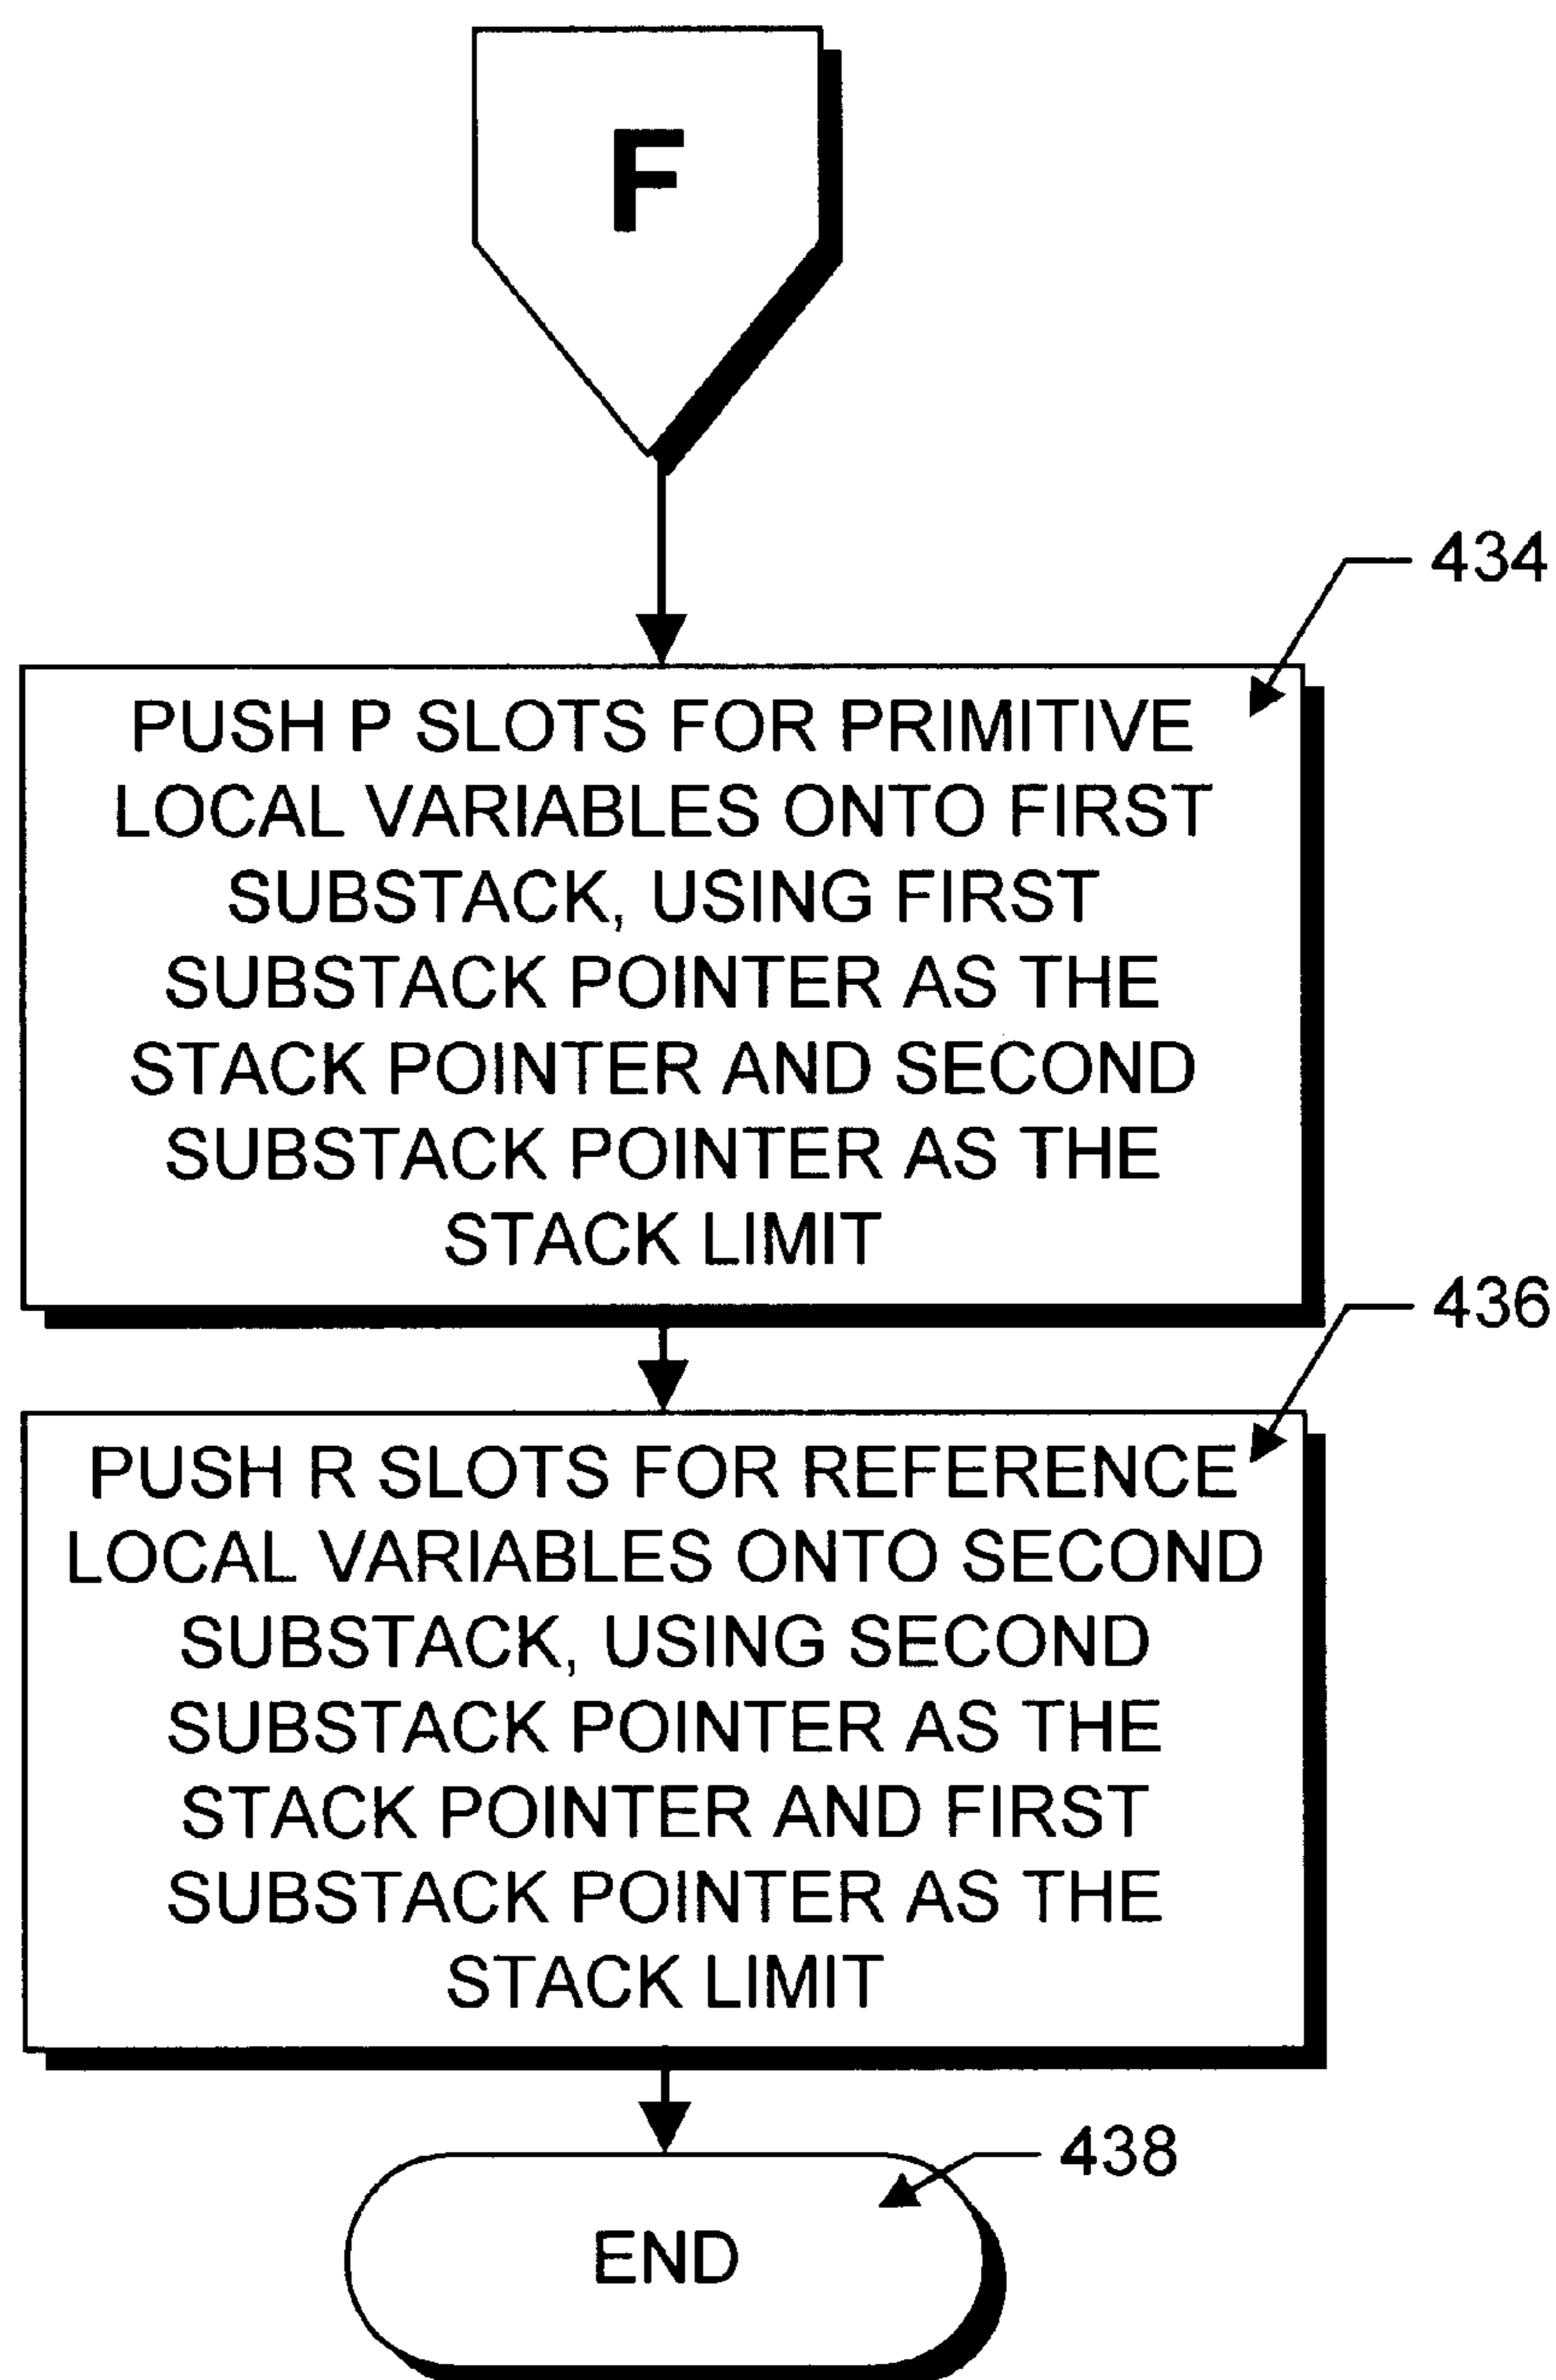 F
434
PUSH P SLOTS FOR PRIMITIVE
LOCAL VARIABLES ONTO FIRST
SUBSTACK, USING FIRST
SUBSTACK POINTER AS THE
STACK POINTER AND SECOND
SUBSTACK POINTER AS THE
STACK LIMIT
436
PUSH R SLOTS FOR REFERENCE
LOCAL VARIABLES ONTO SECOND
SUBSTACK, USING SECOND
SUBSTACK POINTER AS THE
STACK POINTER AND FIRST
SUBSTACK POINTER AS THE
STACK LIMIT
438
END